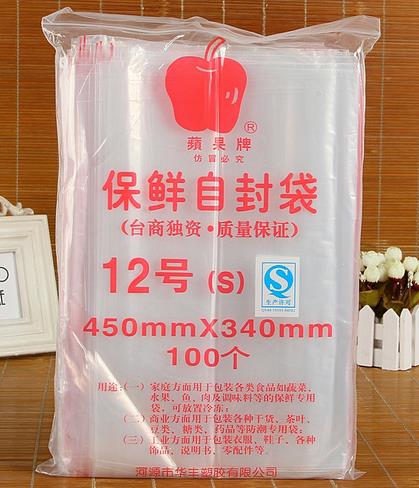 ®
蘋果牌
仿冒必究
保鲜自封袋
(台商独资·质量保证)
12号(S)
生产许可
450mmX340mm
100个
用途:(一)家庭方面用于包装各类食品如蔬菜、
水果、鱼、肉及调味料等的保鲜专用
袋,可放置冷冻;
(二)商业方面用于包装各种干货、茶叶、
豆类、糖类、药品等防潮专用袋;
(三)工业方面用于包装衣服、鞋子、各种
饰品、说明书、零配件等。
河源市华丰塑胶有限公司